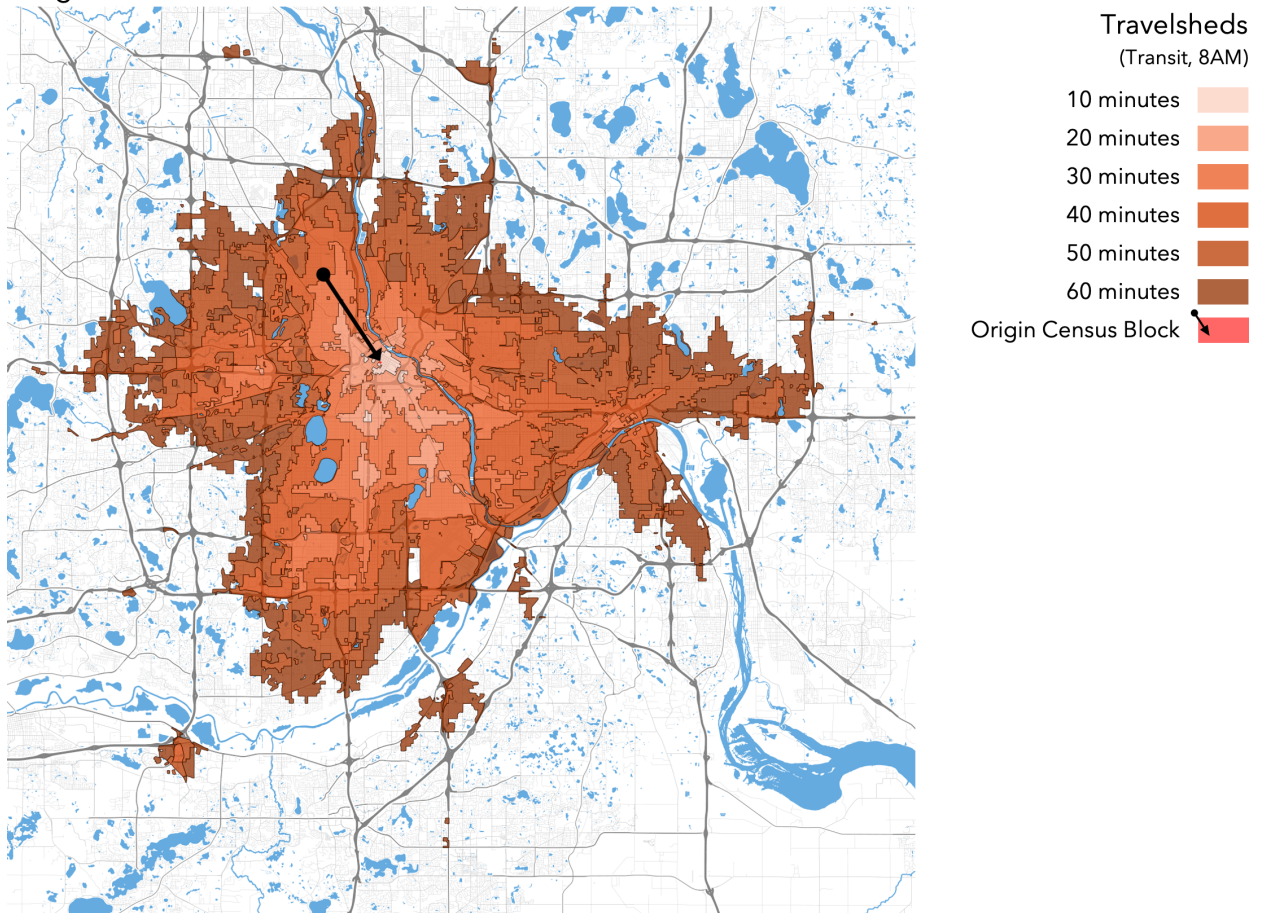 Travelsheds
(Transit, 8AM)
10 minutes
20 minutes
30 minutes
40 minutes
50 minutes
60 minutes
Origin Census Block